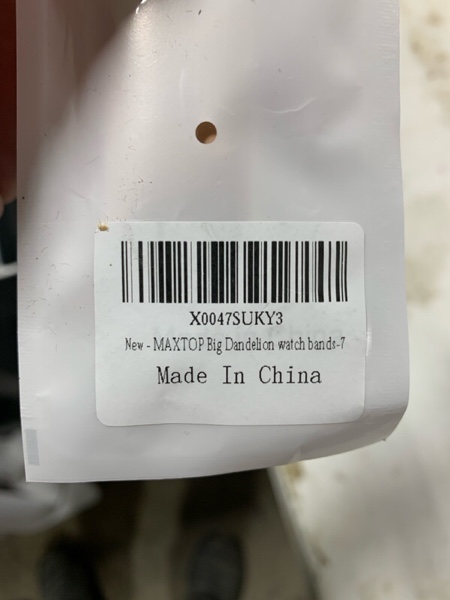 X0047SUKY3
New - MAXTOP Big Dandelion watch bands-7
Made In China